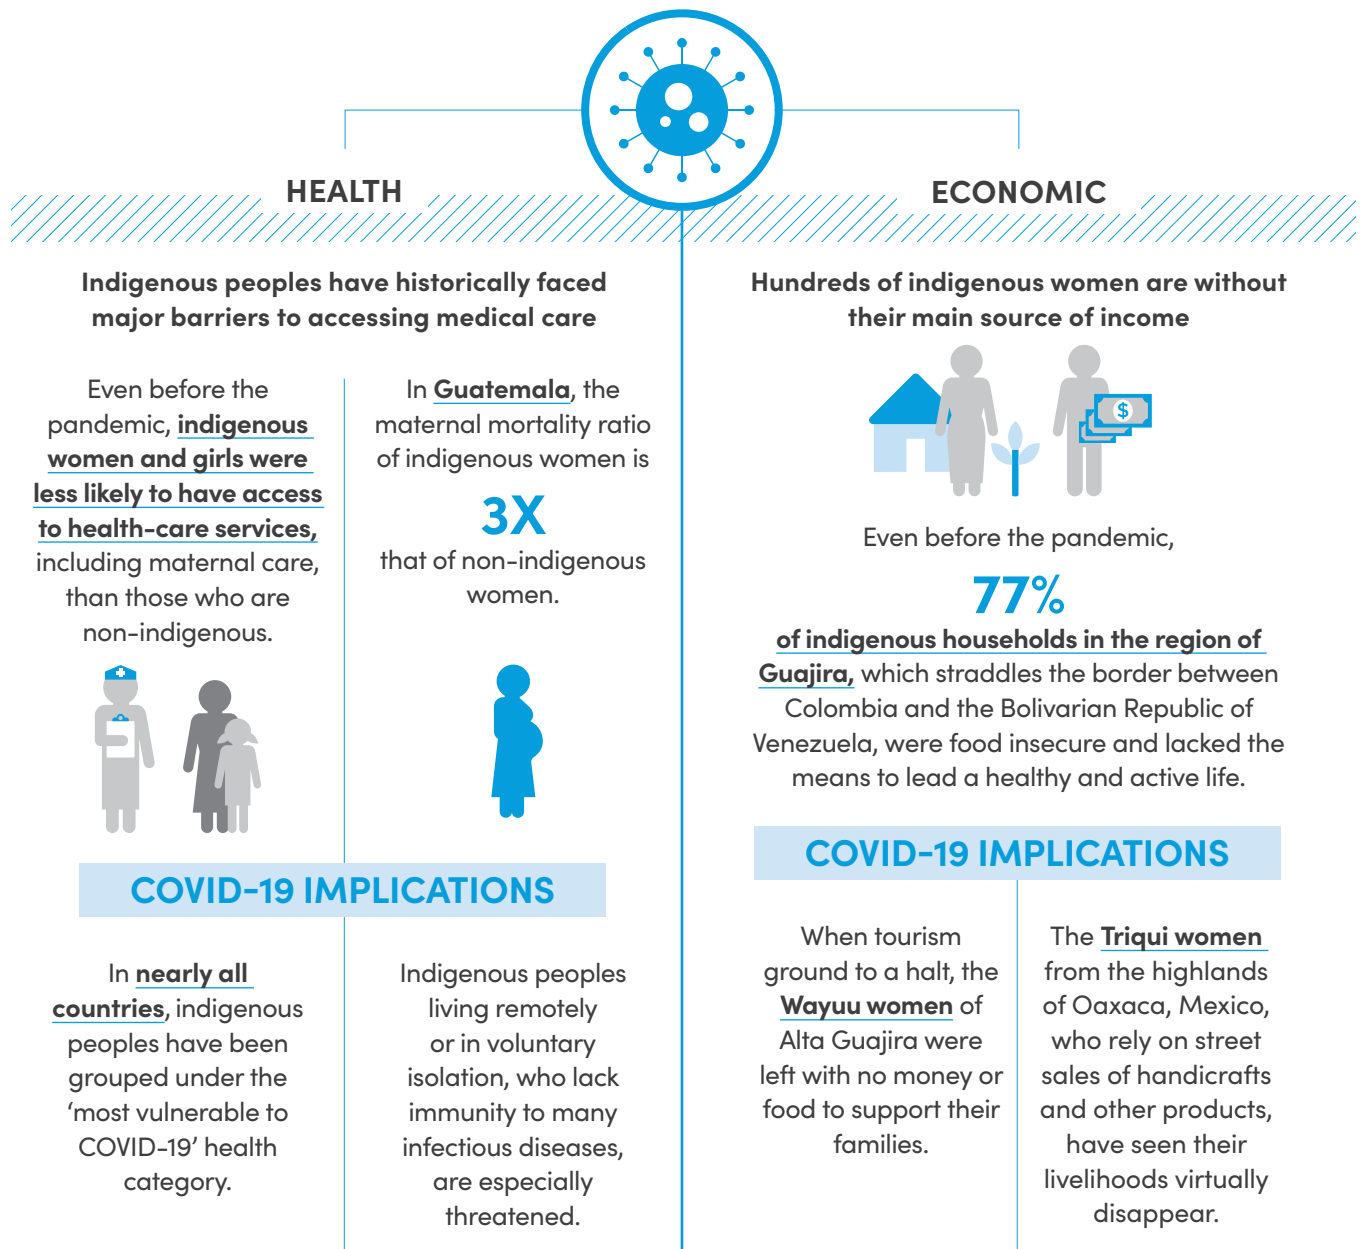 HEALTH
Indigenous peoples have historically faced
major barriers to accessing medical care
Even before the
pandemic, indigenous
women and girls were
less likely to have access
to health-care services,
including maternal care,
than those who are
non-indigenous.
In Guatemala, the
maternal mortality ratio
of indigenous women is
3X
that of non-indigenous
women.
COVID-19 IMPLICATIONS
In nearly all
countries, indigenous
peoples have been
grouped under the
‘most vulnerable to
COVID-19’ health
category.
Indigenous peoples
living remotely
or in voluntary
isolation, who lack
immunity to many
infectious diseases,
are especially
threatened.
ECONOMIC
Hundreds of indigenous women are without
their main source of income
$
Even before the pandemic,
77%
of indigenous households in the region of
Guajira, which straddles the border between
Colombia and the Bolivarian Republic of
Venezuela, were food insecure and lacked the
means to lead a healthy and active life.
COVID-19 IMPLICATIONS
When tourism
ground to a halt, the
Wayuu women of
Alta Guajira were
left with no money or
food to support their
families.
The Triqui women
from the highlands
of Oaxaca, Mexico,
who rely on street
sales of handicrafts
and other products,
have seen their
livelihoods virtually
disappear.